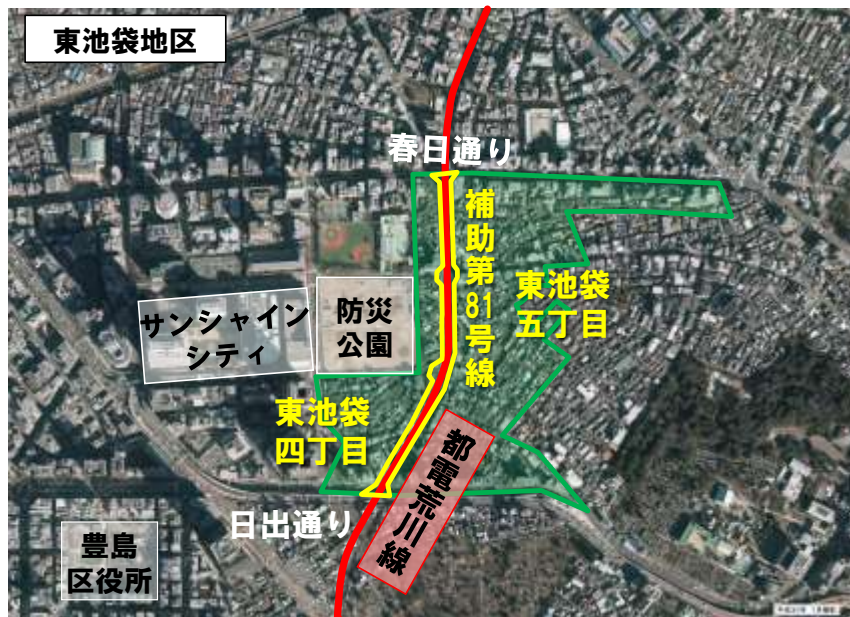 東池袋地区
春日通り
補助第81号線
東池袋
五丁目
サンシャイン
シティ
防災
公園
東池袋
四丁目
都電荒川線
日出通り
豊島
区役所